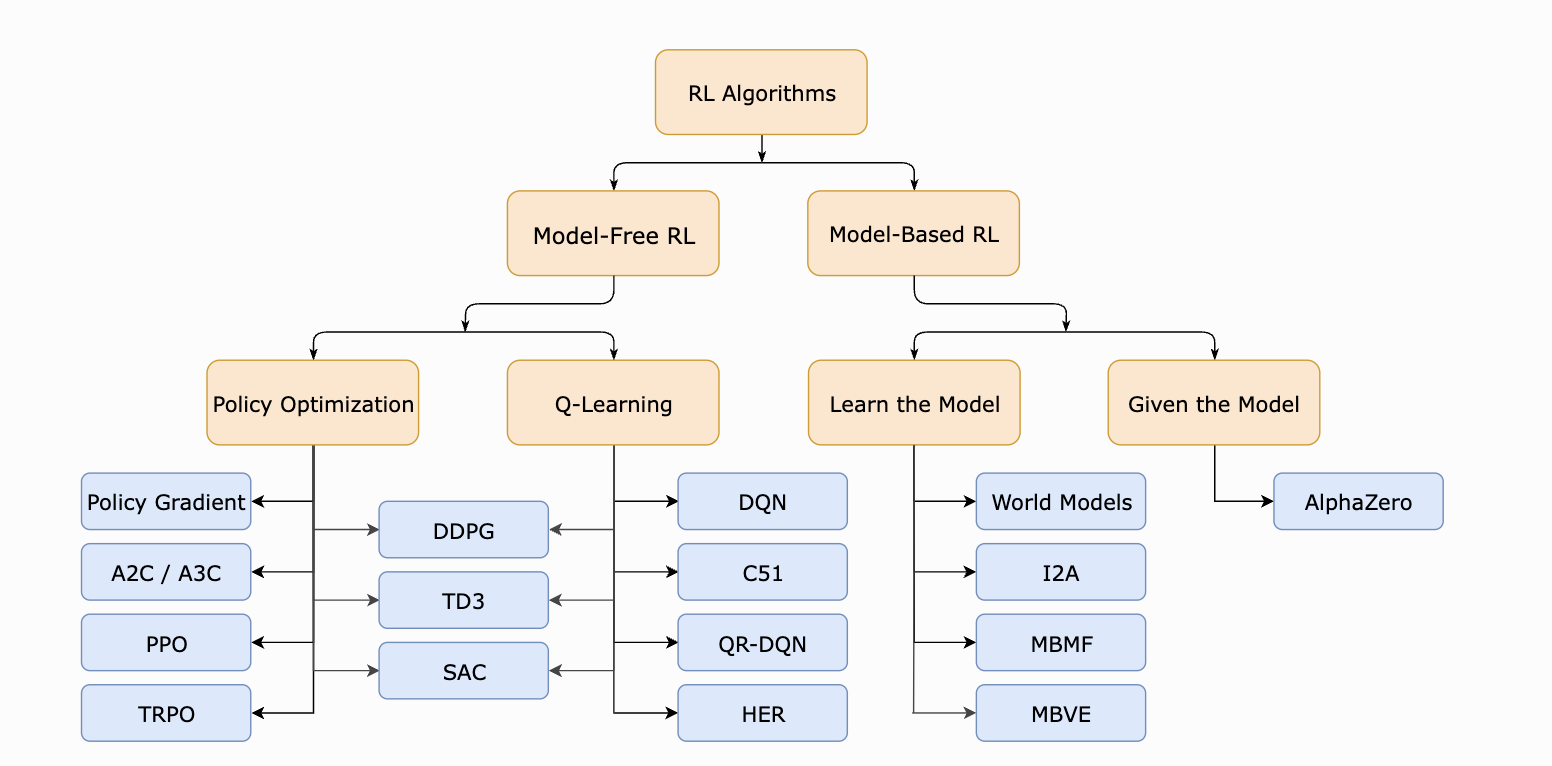 RL Algorithms
Model-Free RL
Model-Based RL
Policy Optimization
Q-Learning
Learn the Model
Given the Model
Policy Gradient
A2C / A3C
PPO
TRPO
DDPG
TD3
SAC
DQN
C51
QR-DQN
HER
World Models
I2A
MBMF
MBVE
AlphaZero